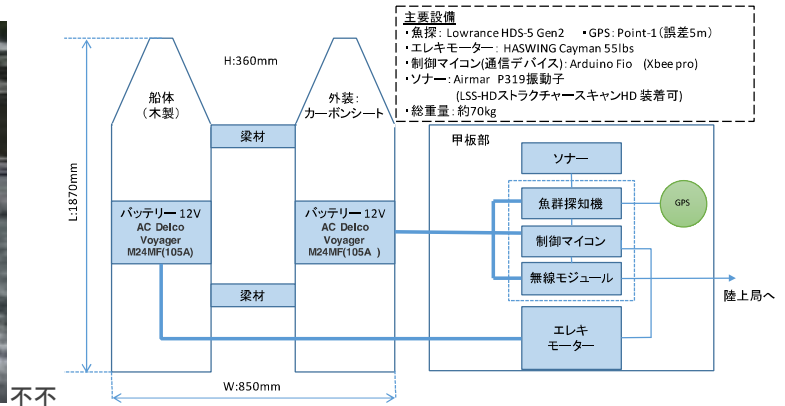 主要設備
・魚探： Lowrance HDS-5 Gen2 ・GPS： Point-1（誤差5m）
・エレキモーター： HASWING Cayman 55lbs
・制御マイコン(通信デバイス)： Arduino Fio (Xbee pro)
・ソナー： Airmar P319振動子
(LSS-HDストラクチャースキャンHD 装着可)
・総重量： 約70kg
H:360mm
船体
（木製）
外装：
カーボンシート
梁材
L:1870mm
バッテリー 12V
AC Delco
Voyager
M24MF(105A)
バッテリー 12V
AC Delco
Voyager
M24MF(105A )
梁材
W:850mm
甲板部
ソナー
魚群探知機
GPS
制御マイコン
無線モジュール
陸上局へ
エレキ
モーター
不不